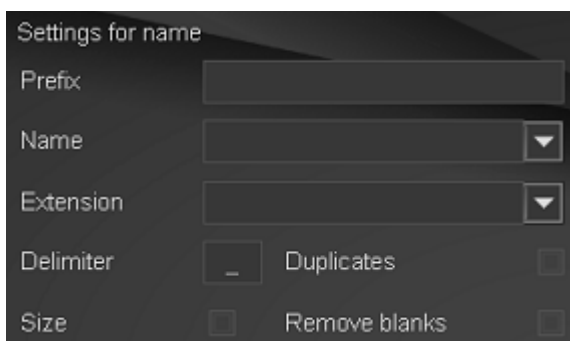 Settings for name
Prefix
Name
Extension
Delimiter _ Duplicates
Size Remove blanks